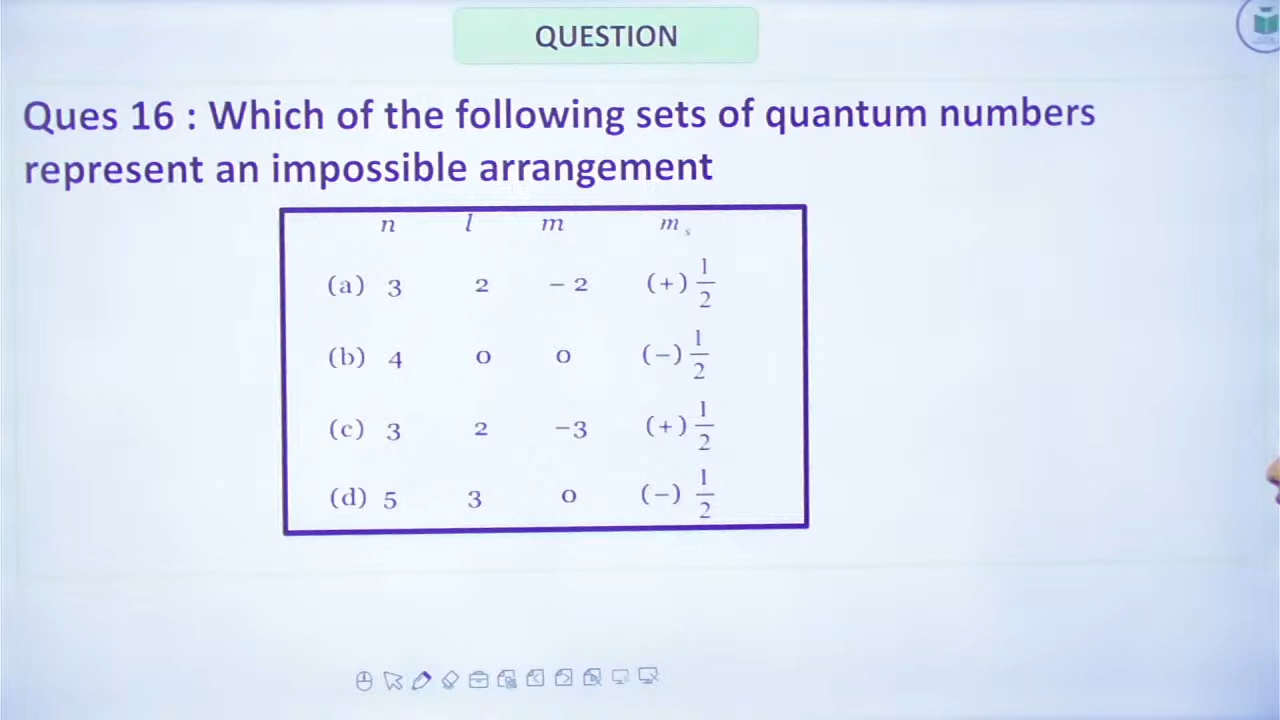 QUESTION
Ques 16 : Which of the following sets of quantum numbers
represent an impossible arrangement
n l m mₛ
(a) 3 2 – 2 (+) 1/2
(b) 4 0 0 (–) 1/2
(c) 3 2 –3 (+) 1/2
(d) 5 3 0 (–) 1/2